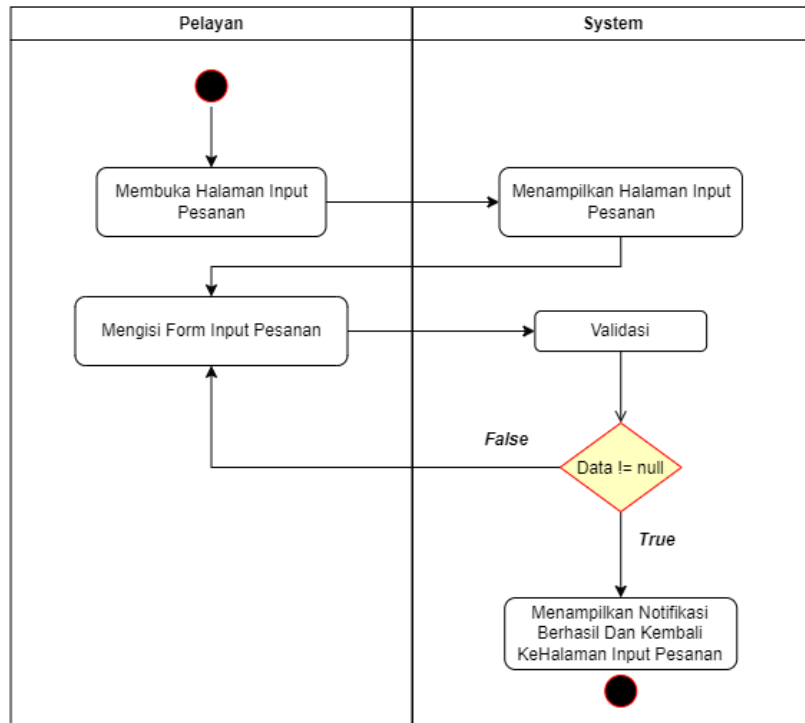 Pelayan
System
Membuka Halaman Input
Pesanan
Menampilkan Halaman Input
Pesanan
Mengisi Form Input Pesanan
Validasi
False
Data != null
True
Menampilkan Notifikasi
Berhasil Dan Kembali
KeHalaman Input Pesanan